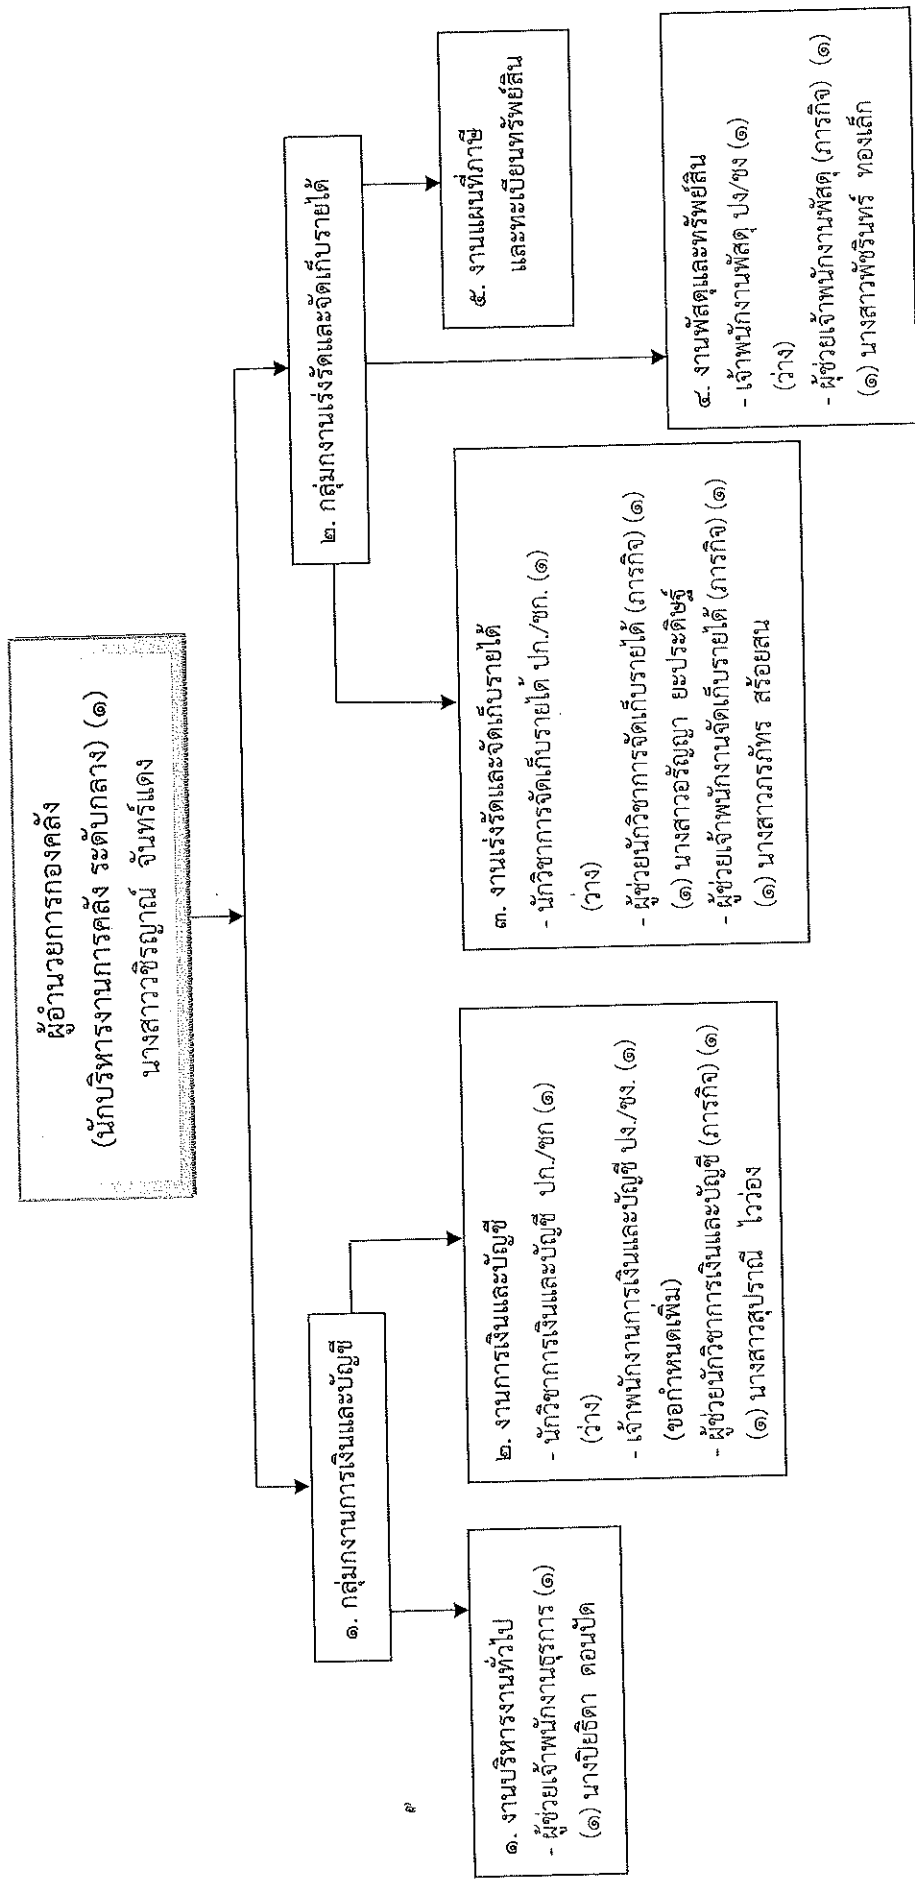 ผู้อำนวยการกองคลัง
(นักบริหารงานการคลัง ระดับกลาง) (๑)
นางสาววชิรญาณ์ จันทร์แดง
๑. กลุ่มกงานการเงินและบัญชี
๒. กลุ่มกงานเร่งรัดและจัดเก็บรายได้
๑. งานบริหารงานทั่วไป
- ผู้ช่วยเจ้าพนักงานธุรการ (๑)
(๑) นางปิยธิดา ดอนปัด
๒. งานการเงินและบัญชี
- นักวิชาการเงินและบัญชี ปก./ชก (๑)
(ว่าง)
- เจ้าพนักงานการเงินและบัญชี ปง./ชง. (๑)
(ขอกำหนดเพิ่ม)
- ผู้ช่วยนักวิชาการเงินและบัญชี (ภารกิจ) (๑)
(๑) นางสาวสุปราณี ไวว่อง
๓. งานเร่งรัดและจัดเก็บรายได้
- นักวิชาการจัดเก็บรายได้ ปก./ชก. (๑)
(ว่าง)
- ผู้ช่วยนักวิชาการจัดเก็บรายได้ (ภารกิจ) (๑)
(๑) นางสาวอรัญญา ยะประดิษฐ์
- ผู้ช่วยเจ้าพนักงานจัดเก็บรายได้ (ภารกิจ) (๑)
(๑) นางสาวภรภัทร สร้อยสน
๔. งานพัสดุและทรัพย์สิน
- เจ้าพนักงานพัสดุ ปง/ชง (๑)
(ว่าง)
- ผู้ช่วยเจ้าพนักงานพัสดุ (ภารกิจ) (๑)
(๑) นางสาวพัชรินทร์ ทองเล็ก
๕. งานแผนที่ภาษี
และทะเบียนทรัพย์สิน